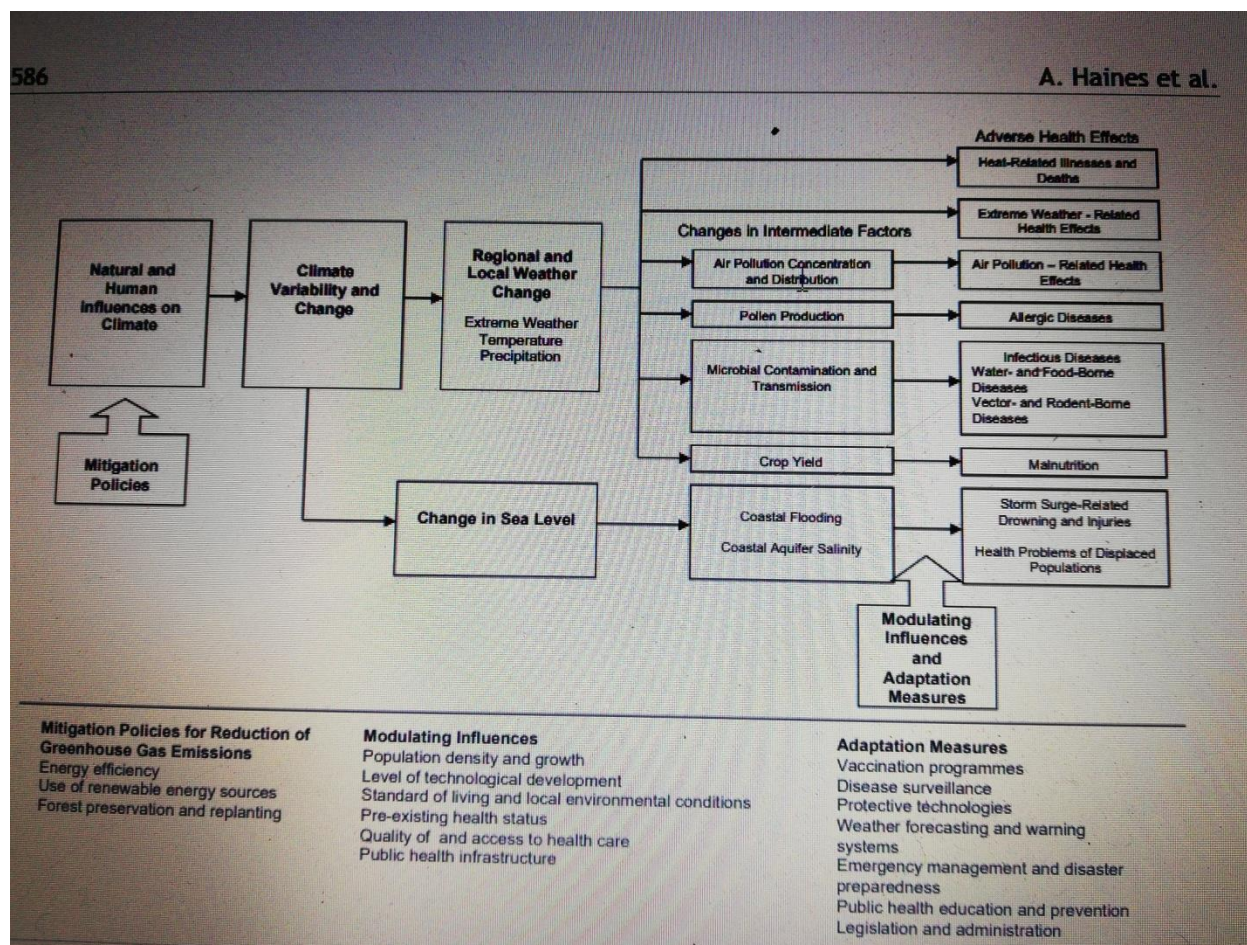 586
A. Haines et al.
Adverse Health Effects
Heat-Related Illnesses and
Deaths
Extreme Weather - Related
Health Effects
Changes in Intermediate Factors
Natural and
Human
Influences on
Climate
Climate
Variability and
Change
Regional and
Local Weather
Change
Extreme Weather
Temperature
Precipitation
Air Pollution Concentration
and Distribution
Air Pollution – Related Health
Effects
Pollen Production
Allergic Diseases
Microbial Contamination and
Transmission
Infectious Diseases
Water- and Food-Borne
Diseases
Vector- and Rodent-Borne
Diseases
Mitigation
Policies
Crop Yield
Malnutrition
Change in Sea Level
Coastal Flooding
Coastal Aquifer Salinity
Storm Surge-Related
Drowning and Injuries
Health Problems of Displaced
Populations
Modulating
Influences
and
Adaptation
Measures
Mitigation Policies for Reduction of
Greenhouse Gas Emissions
Energy efficiency
Use of renewable energy sources
Forest preservation and replanting
Modulating Influences
Population density and growth
Level of technological development
Standard of living and local environmental conditions
Pre-existing health status
Quality of and access to health care
Public health infrastructure
Adaptation Measures
Vaccination programmes
Disease surveillance
Protective technologies
Weather forecasting and warning
systems
Emergency management and disaster
preparedness
Public health education and prevention
Legislation and administration